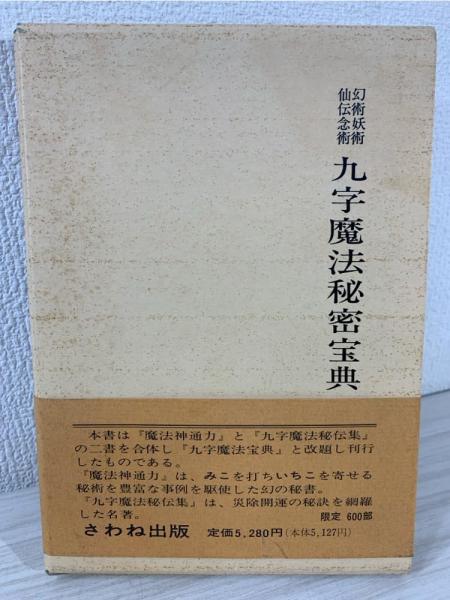 幻術妖術
仙伝念術
九字魔法秘密宝典
本書は『魔法神通力』と『九字魔法秘伝集』
の二書を合体し『九字魔法宝典』と改題し刊行
したものである。
『魔法神通力』は、みこを打ちいちこを寄せる
秘術を豊富な事例を駆使した幻の秘書。
『九字魔法秘伝集』は、災除開運の秘訣を網羅
した名著。
限定 600部
さわね出版 定価5,280円(本体5,127円)